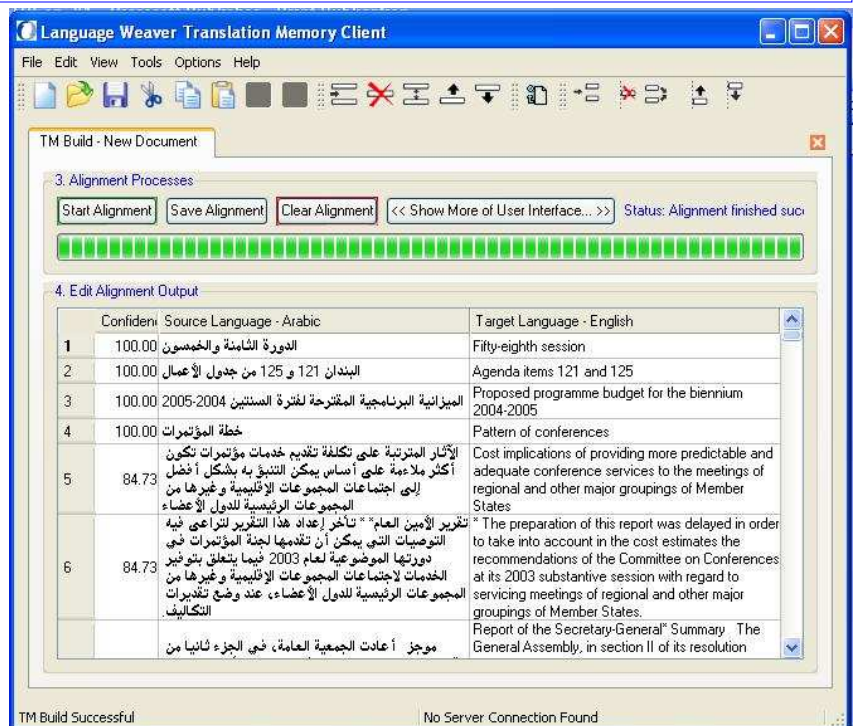 Language Weaver Translation Memory Client
File Edit View Tools Options Help
TM Build - New Document
3. Alignment Processes
Start Alignment Save Alignment Clear Alignment << Show More of User Interface... >> Status: Alignment finished succ
4. Edit Alignment Output
Confidenc Source Language - Arabic Target Language - English
1 100.00 الدورة الثامنة والخمسون Fifty-eighth session
2 100.00 البندان 121 و 125 من جدول الأعمال Agenda items 121 and 125
3 100.00 الميزانية البرنامجية المقترحة لفترة السنتين 2004-2005 Proposed programme budget for the biennium
2004-2005
4 100.00 خطة المؤتمرات Pattern of conferences
5 84.73
الآثار المترتبة على تكلفة تقديم خدمات مؤتمرات تكون
أكثر ملاءمة على أساس يمكن التنبؤ به بشكل أفضل
إلى اجتماعات المجموعات الإقليمية وغيرها من
المجموعات الرئيسية للدول الأعضاء
Cost implications of providing more predictable and
adequate conference services to the meetings of
regional and other major groupings of Member
States
6 84.73
تقرير الأمين العام* * تأخر إعداد هذا التقرير لتراعى فيه
التوصيات التي يمكن أن تقدمها لجنة المؤتمرات في
دورتها الموضوعية لعام 2003 فيما يتعلق بتوفير
الخدمات لاجتماعات المجموعات الإقليمية وغيرها من
المجموعات الرئيسية للدول الأعضاء، عند وضع تقديرات
التكاليف.
* The preparation of this report was delayed in order
to take into account in the cost estimates the
recommendations of the Committee on Conferences
at its 2003 substantive session with regard to
servicing meetings of regional and other major
groupings of Member States.
موجز أعادت الجمعية العامة، في الجزء ثانيا من
Report of the Secretary-General* Summary The
General Assembly, in section II of its resolution
TM Build Successful No Server Connection Found